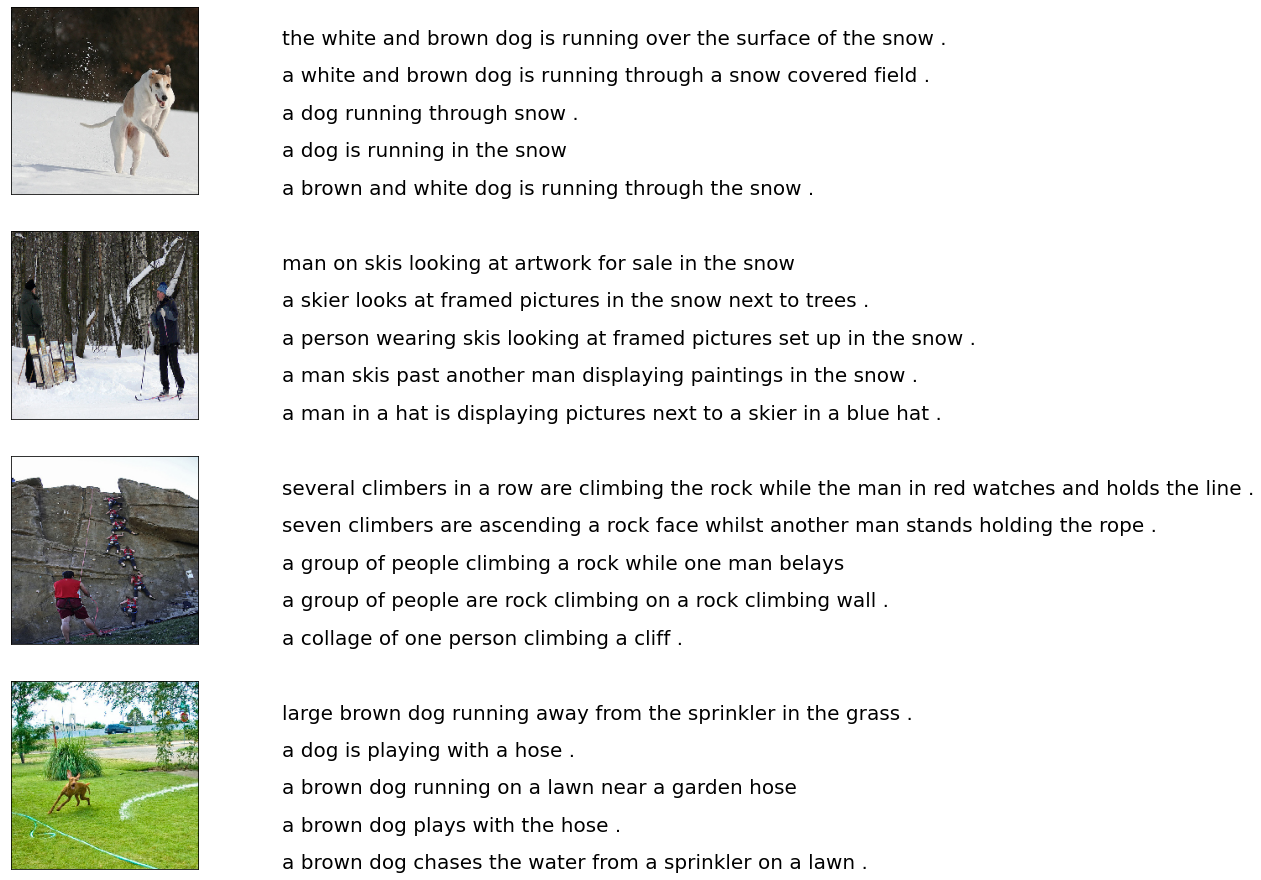 the white and brown dog is running over the surface of the snow .
a white and brown dog is running through a snow covered field .
a dog running through snow .
a dog is running in the snow
a brown and white dog is running through the snow .
man on skis looking at artwork for sale in the snow
a skier looks at framed pictures in the snow next to trees .
a person wearing skis looking at framed pictures set up in the snow .
a man skis past another man displaying paintings in the snow .
a man in a hat is displaying pictures next to a skier in a blue hat .
several climbers in a row are climbing the rock while the man in red watches and holds the line .
seven climbers are ascending a rock face whilst another man stands holding the rope .
a group of people climbing a rock while one man belays
a group of people are rock climbing on a rock climbing wall .
a collage of one person climbing a cliff .
large brown dog running away from the sprinkler in the grass .
a dog is playing with a hose .
a brown dog running on a lawn near a garden hose
a brown dog plays with the hose .
a brown dog chases the water from a sprinkler on a lawn .